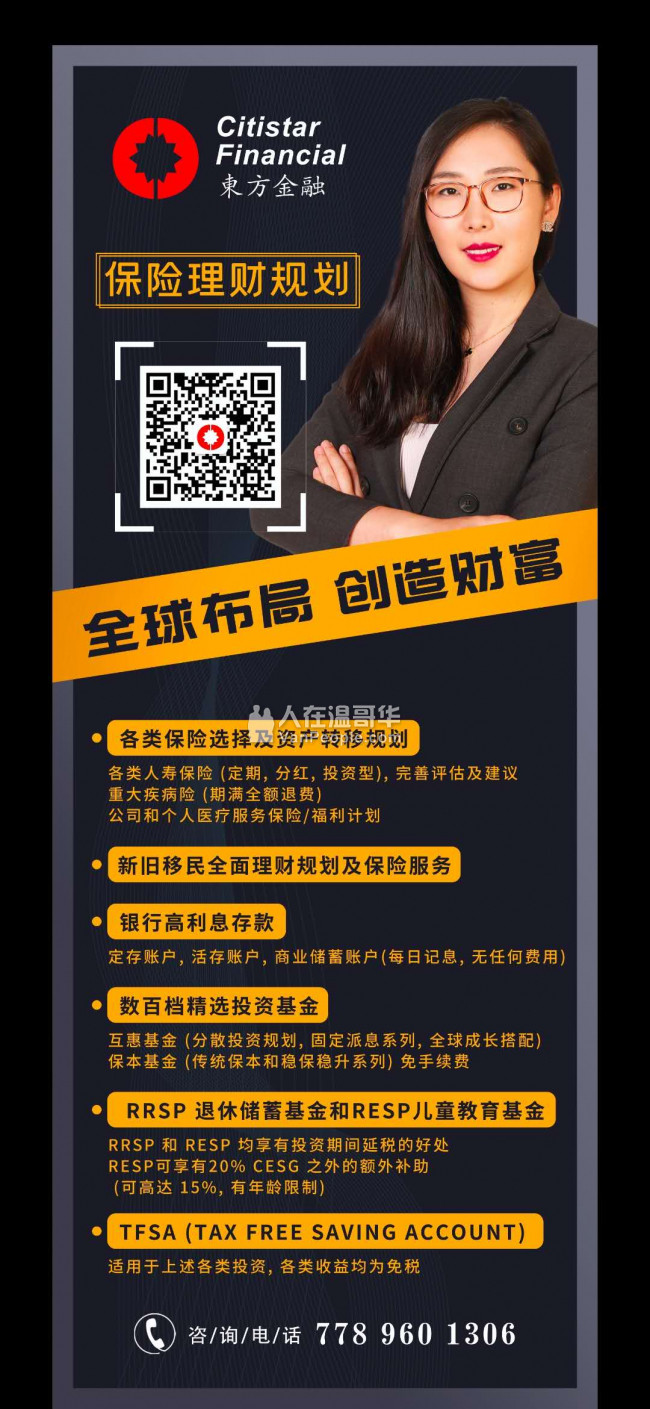 Citistar
Financial
東方金融
保险理财规划
全球布局 创造财富
人在温哥华
VanPeople.com
各类保险选择及资产转移规划
各类人寿保险 (定期, 分红, 投资型), 完善评估及建议
重大疾病险 (期满全额退费)
公司和个人医疗服务保险/福利计划
新旧移民全面理财规划及保险服务
银行高利息存款
定存账户, 活存账户, 商业储蓄账户(每日记息, 无任何费用)
数百档精选投资基金
互惠基金 (分散投资规划, 固定派息系列, 全球成长搭配)
保本基金 (传统保本和稳保稳升系列) 免手续费
RRSP 退休储蓄基金和RESP儿童教育基金
RRSP 和 RESP 均享有投资期间延税的好处
RESP可享有20% CESG 之外的额外补助
(可高达 15%, 有年龄限制)
TFSA (TAX FREE SAVING ACCOUNT)
适用于上述各类投资, 各类收益均为免税
咨/询/电/话 778 960 1306